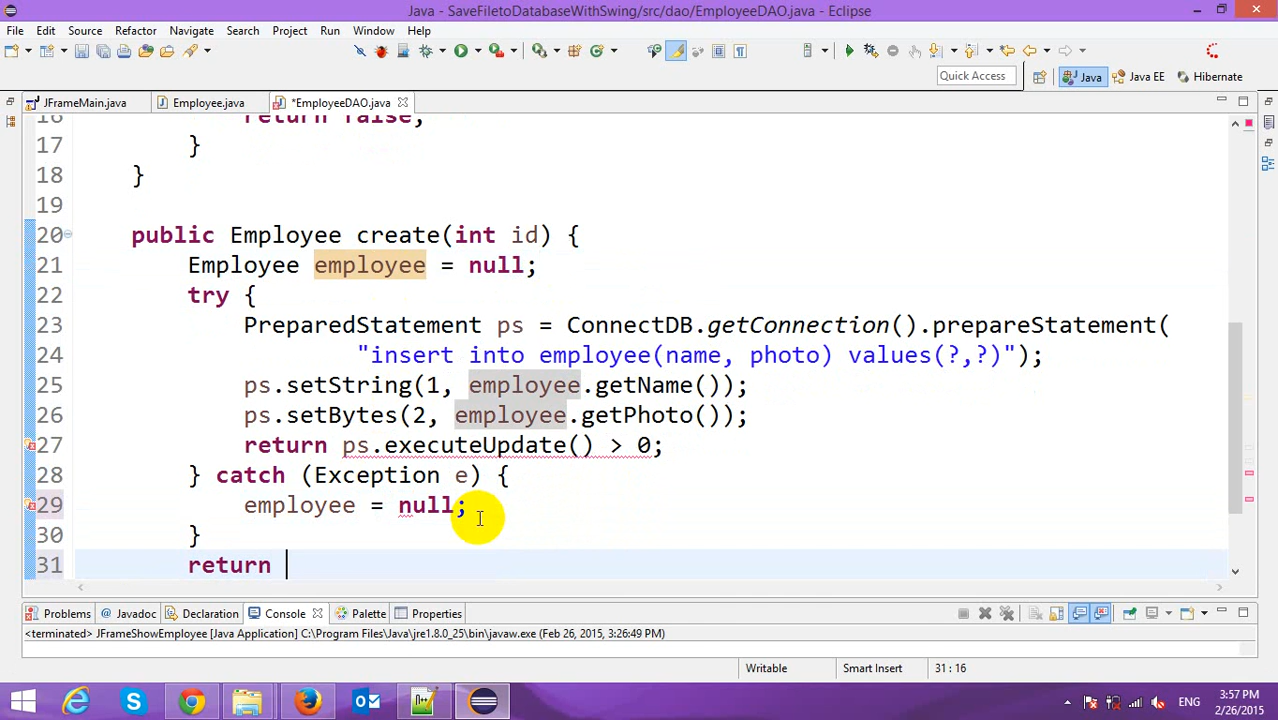 Java - SaveFiletoDatabaseWithSwing/src/dao/EmployeeDAO.java - Eclipse
File Edit Source Refactor Navigate Search Project Run Window Help
Quick Access Java Java EE Hibernate
JFrameMain.java Employee.java *EmployeeDAO.java
16 return false;
17 }
18 }
19
20 public Employee create(int id) {
21 Employee employee = null;
22 try {
23 PreparedStatement ps = ConnectDB.getConnection().prepareStatement(
24 "insert into employee(name, photo) values(?,?)");
25 ps.setString(1, employee.getName());
26 ps.setBytes(2, employee.getPhoto());
27 return ps.executeUpdate() > 0;
28 } catch (Exception e) {
29 employee = null;
30 }
31 return
Problems Javadoc Declaration Console Palette Properties
<terminated> JFrameShowEmployee [Java Application] C:\Program Files\Java\jre1.8.0_25\bin\javaw.exe (Feb 26, 2015, 3:26:49 PM)
Writable Smart Insert 31 : 16
ENG 3:57 PM
2/26/2015